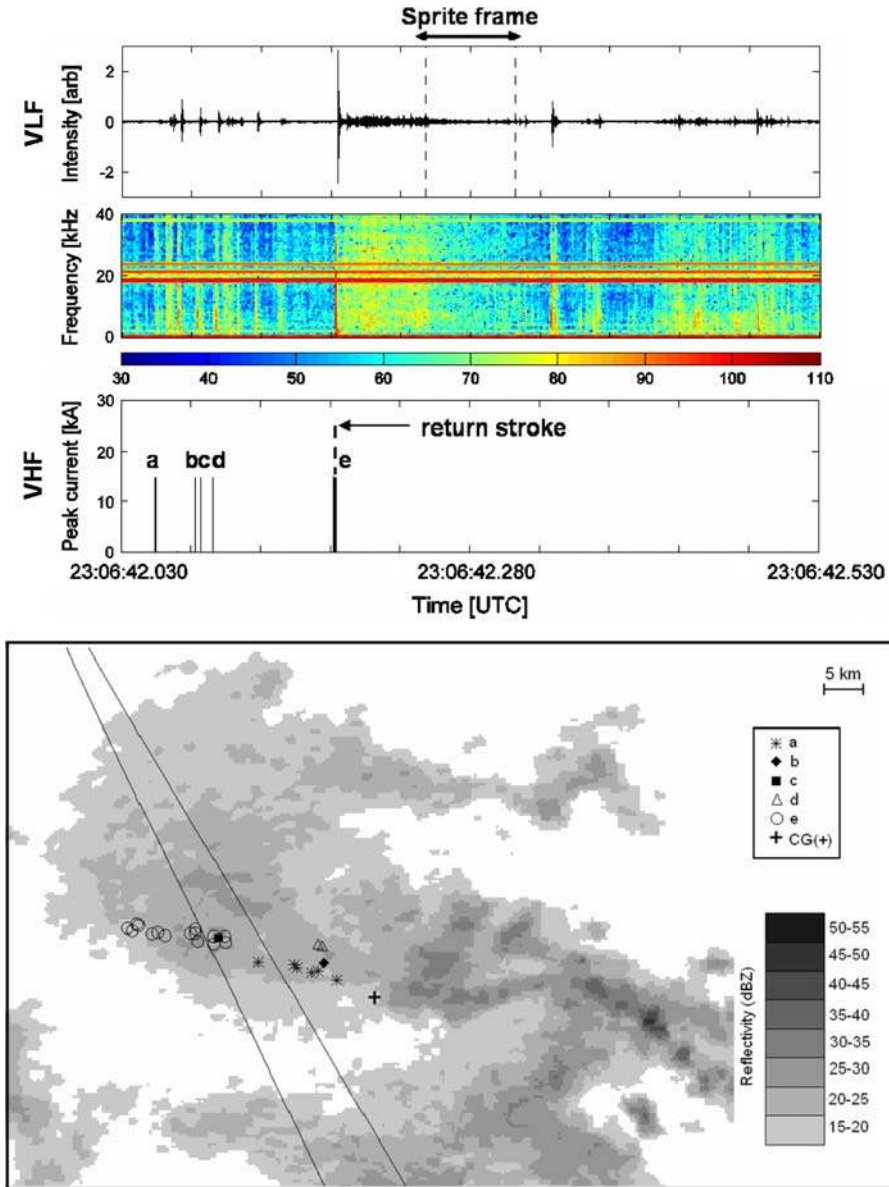 Sprite frame
VLF
Intensity [arb]
2
0
-2
Frequency [kHz
40
20
0
30 40 50 60 70 80 90 100 110
VHF
Peak current [kA]
30
20
10
0
return stroke
a b c d e
23:06:42.030 23:06:42.280 23:06:42.530
Time [UTC]
5 km
a
b
c
d
e
CG(+)
Reflectivity (dBZ)
50-55
45-50
40-45
35-40
30-35
25-30
20-25
15-20